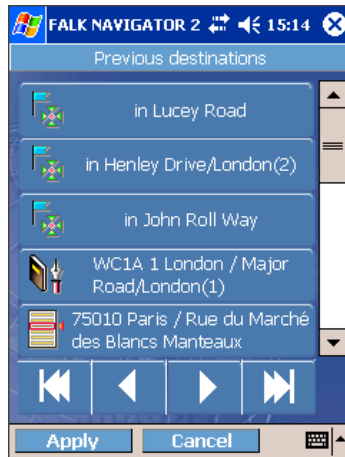 FALK NAVIGATOR 2 15:14
Previous destinations
in Lucey Road
in Henley Drive/London(2)
in John Roll Way
WC1A 1 London / Major
Road/London(1)
75010 Paris / Rue du Marché
des Blancs Manteaux
Apply Cancel